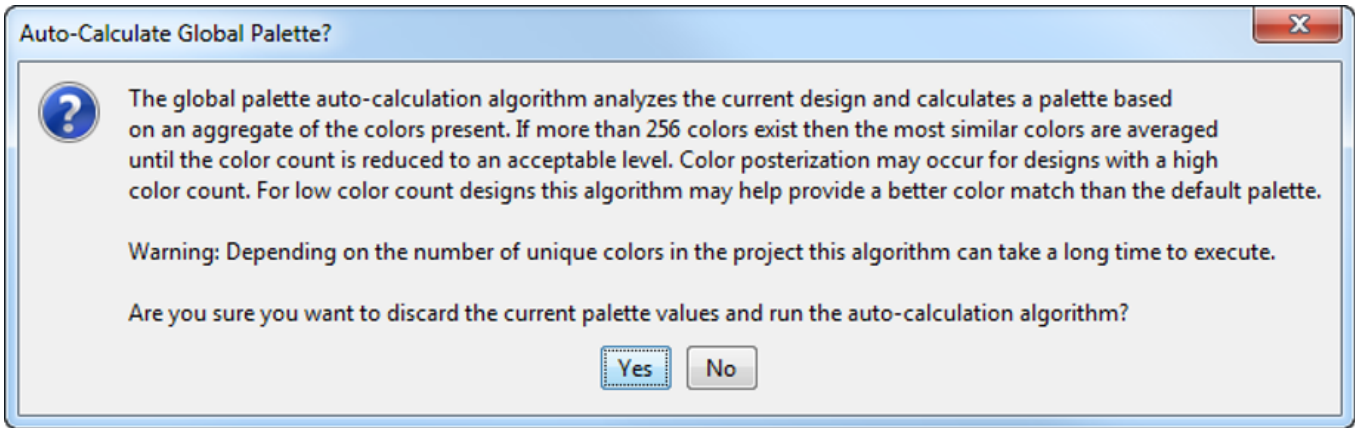 Auto-Calculate Global Palette?
The global palette auto-calculation algorithm analyzes the current design and calculates a palette based
on an aggregate of the colors present. If more than 256 colors exist then the most similar colors are averaged
until the color count is reduced to an acceptable level. Color posterization may occur for designs with a high
color count. For low color count designs this algorithm may help provide a better color match than the default palette.
Warning: Depending on the number of unique colors in the project this algorithm can take a long time to execute.
Are you sure you want to discard the current palette values and run the auto-calculation algorithm?
Yes No